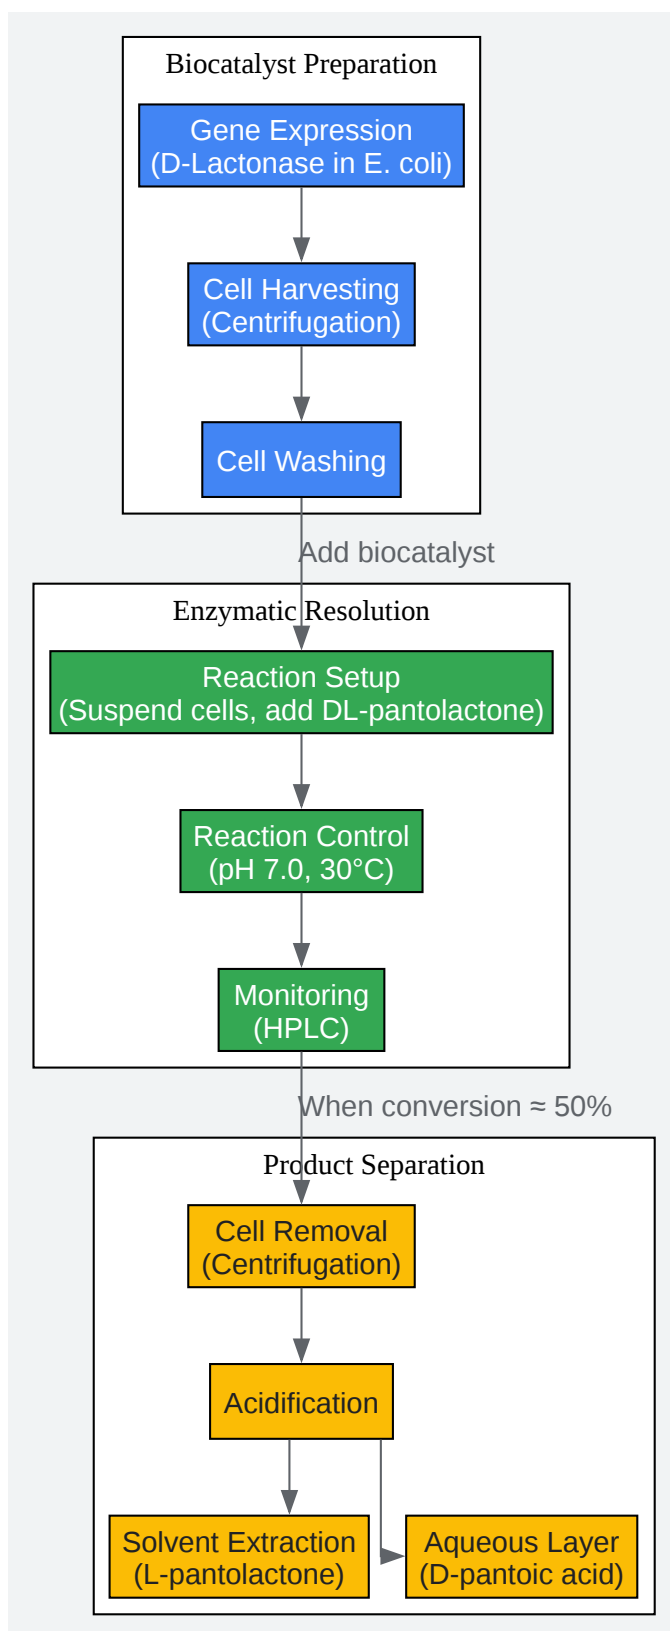 Biocatalyst Preparation
Gene Expression
(D-Lactonase in E. coli)
Cell Harvesting
(Centrifugation)
Cell Washing
Add biocatalyst
Enzymatic Resolution
Reaction Setup
(Suspend cells, add DL-pantolactone)
Reaction Control
(pH 7.0, 30°C)
Monitoring
(HPLC)
When conversion ≈ 50%
Product Separation
Cell Removal
(Centrifugation)
Acidification
Solvent Extraction
(L-pantolactone)
Aqueous Layer
(D-pantoic acid)